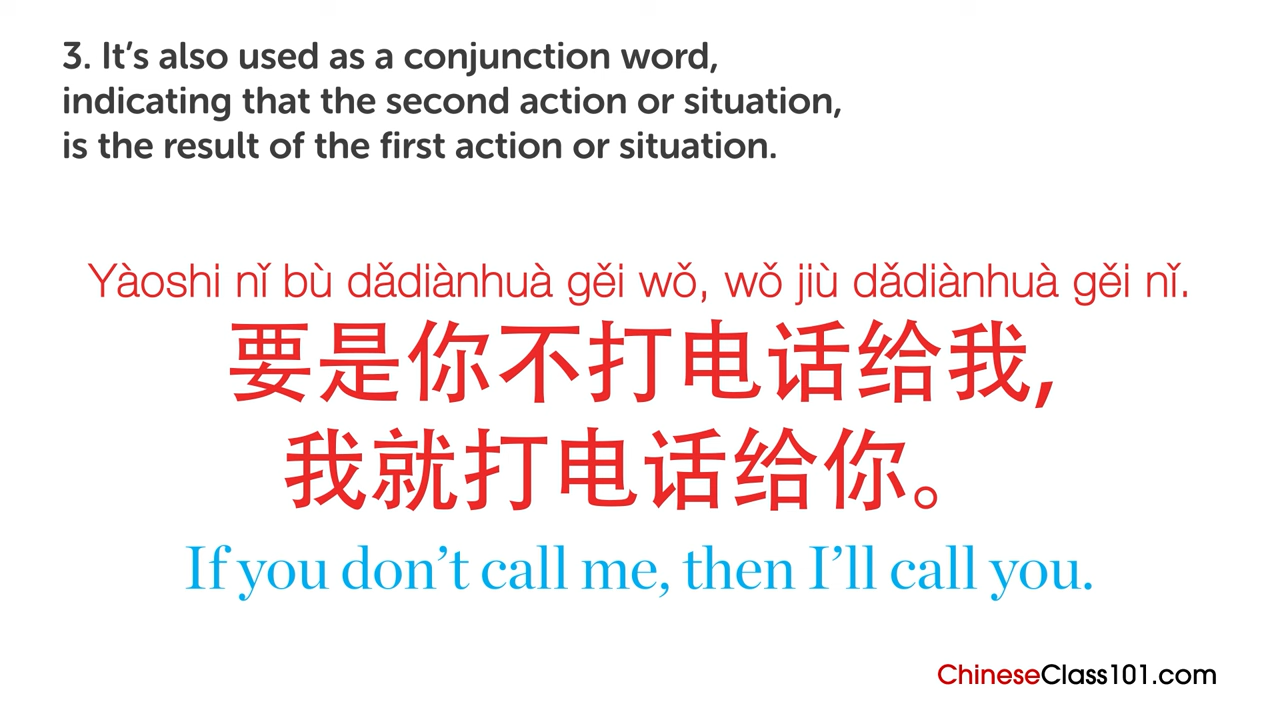 3. It’s also used as a conjunction word,
indicating that the second action or situation,
is the result of the first action or situation.
Yàoshi nǐ bù dǎdiànhuà gěi wǒ, wǒ jiù dǎdiànhuà gěi nǐ.
要是你不打电话给我,
我就打电话给你。
If you don’t call me, then I’ll call you.
ChineseClass101.com